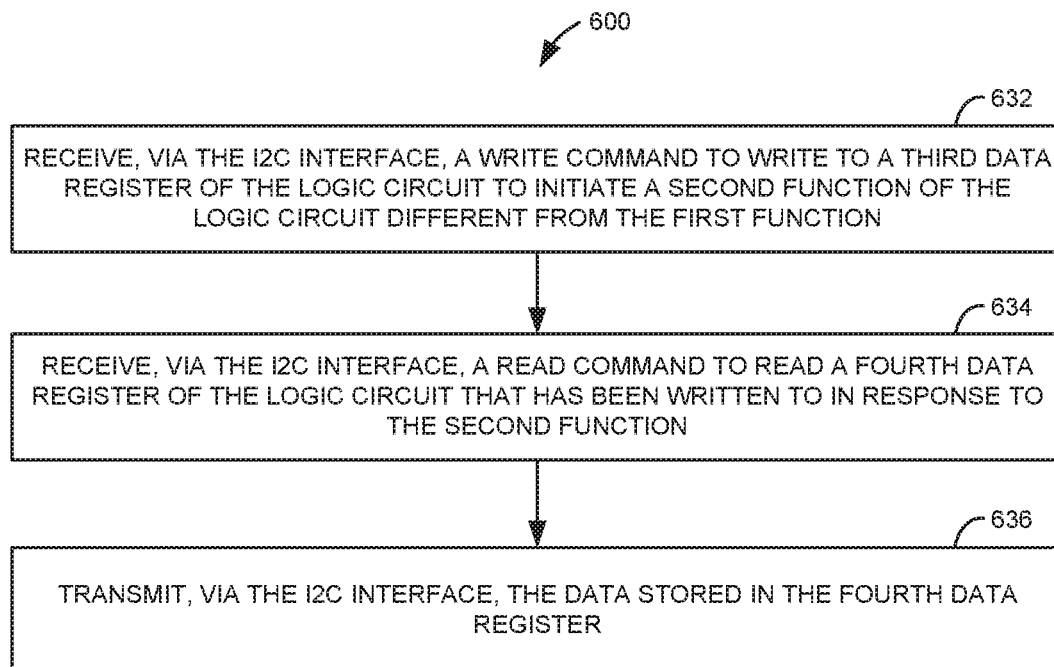 600
632
RECEIVE, VIA THE I2C INTERFACE, A WRITE COMMAND TO WRITE TO A THIRD DATA
REGISTER OF THE LOGIC CIRCUIT TO INITIATE A SECOND FUNCTION OF THE
LOGIC CIRCUIT DIFFERENT FROM THE FIRST FUNCTION
634
RECEIVE, VIA THE I2C INTERFACE, A READ COMMAND TO READ A FOURTH DATA
REGISTER OF THE LOGIC CIRCUIT THAT HAS BEEN WRITTEN TO IN RESPONSE TO
THE SECOND FUNCTION
636
TRANSMIT, VIA THE I2C INTERFACE, THE DATA STORED IN THE FOURTH DATA
REGISTER